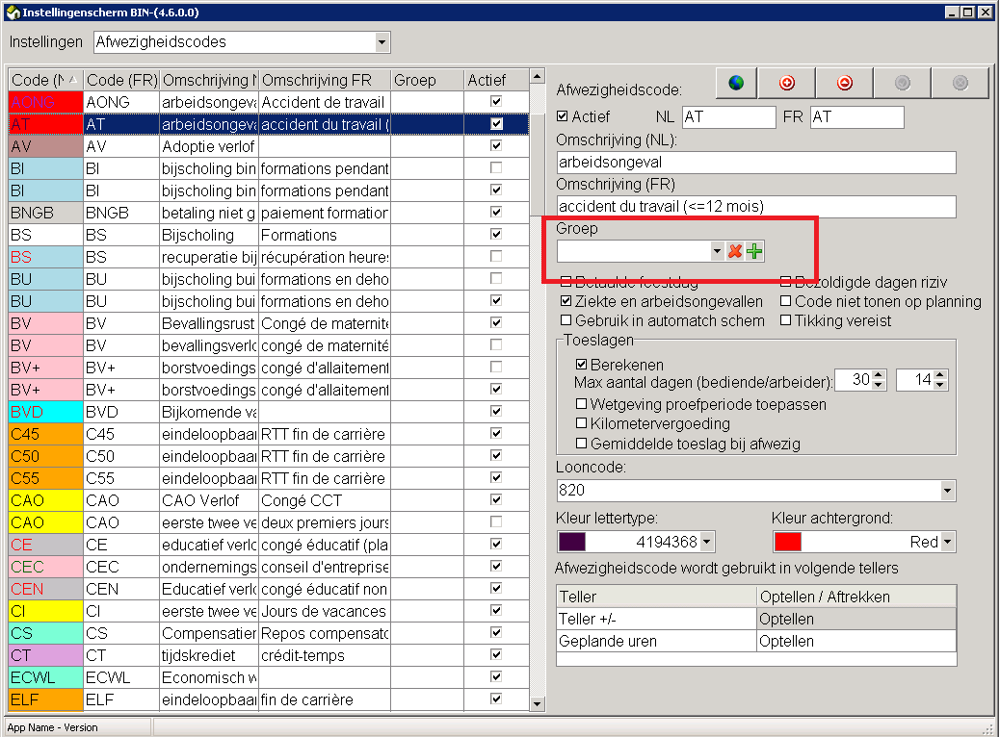 Instellingenscherm BIN-(4.6.0.0)
Instellingen Afwezigheidscodes
Code (N Code (FR) Omschrijving N Omschrijving FR Groep Actief
AONG AONG arbeidsongeva Accident de travail
AT AT arbeidsongeva accident du travail (
AV AV Adoptie verlof
BI BI bijscholing bin formations pendant
BI BI bijscholing bin formations pendant
BNGB BNGB betaling niet g paiement formation
BS BS Bijscholing Formations
BS BS recuperatie bij récupération heures
BU BU bijscholing bui formations en deho
BU BU bijscholing bui formations en deho
BV BV Bevallingsrust Congé de maternité
BV BV bevallingsverlo congé de maternité
BV+ BV+ borstvoedings congé d'allaitement
BV+ BV+ borstvoedings congé d'allaitement
BVD BVD Bijkomende va
C45 C45 eindeloopbaan RTT fin de carrière
C50 C50 eindeloopbaan RTT fin de carrière
C55 C55 eindeloopbaan RTT fin de carrière
CAO CAO CAO Verlof Congé CCT
CAO CAO eerste twee ve deux premiers jours
CE CE educatief verlo congé éducatif (pla
CEC CEC ondernemings conseil d'entreprise
CEN CEN Educatief verlo congé éducatif non
CI CI eerste twee ve Jours de vacances
CS CS Compensatier Repos compensato
CT CT tijdskrediet crédit-temps
ECWL ECWL Economisch w
ELF ELF eindeloopbaan fin de carrière
Afwezigheidscode:
Actief NL AT FR AT
Omschrijving (NL):
arbeidsongeval
Omschrijving (FR)
accident du travail (<=12 mois)
Groep
Betaalde feestdag Bezoldigde dagen riziv
Ziekte en arbeidsongevallen Code niet tonen op planning
Gebruik in automatch schem Tikking vereist
Toeslagen
Berekenen
Max aantal dagen (bediende/arbeider): 30 14
Wetgeving proefperiode toepassen
Kilometervergoeding
Gemiddelde toeslag bij afwezig
Looncode:
820
Kleur lettertype: Kleur achtergrond:
4194368 Red
Afwezigheidscode wordt gebruikt in volgende tellers
Teller Optellen / Aftrekken
Teller +/- Optellen
Geplande uren Optellen
App Name - Version